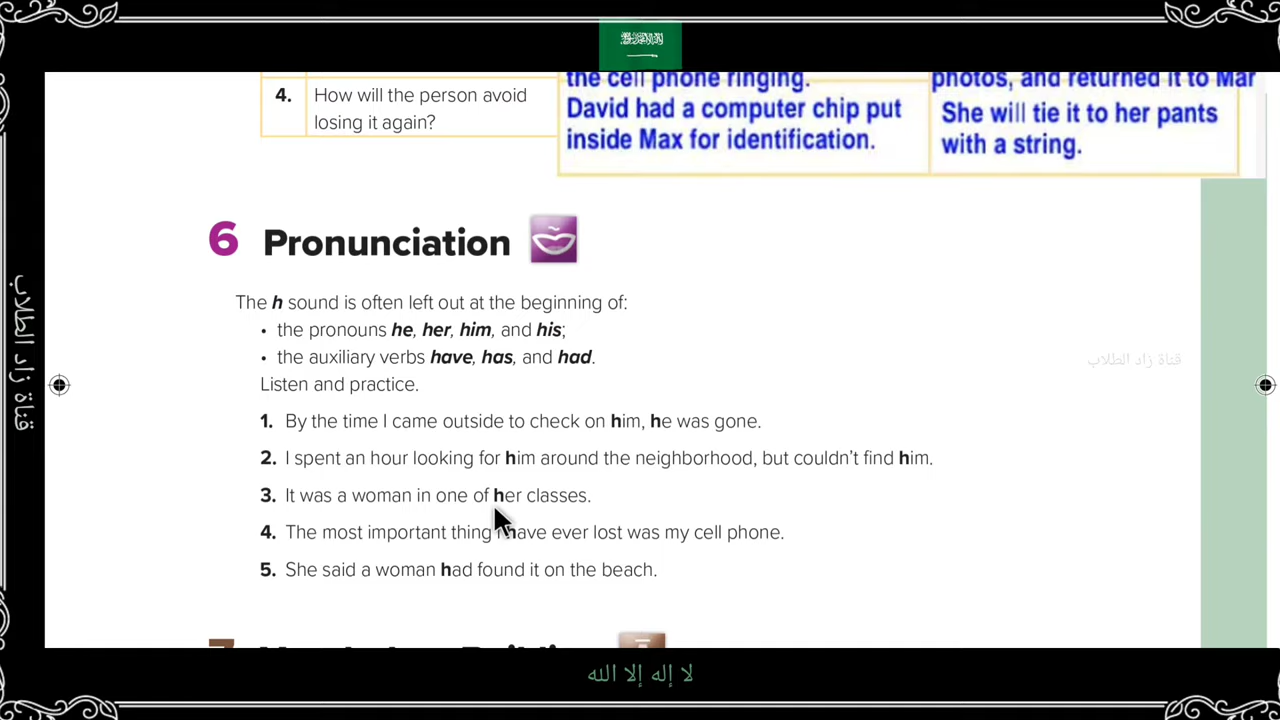 the cell phone ringing.
photos, and returned it to Mar
4. How will the person avoid
losing it again?
David had a computer chip put
inside Max for identification.
She will tie it to her pants
with a string.
6 Pronunciation
The h sound is often left out at the beginning of:
• the pronouns he, her, him, and his;
• the auxiliary verbs have, has, and had.
Listen and practice.
1. By the time I came outside to check on him, he was gone.
2. I spent an hour looking for him around the neighborhood, but couldn't find him.
3. It was a woman in one of her classes.
4. The most important thing I have ever lost was my cell phone.
5. She said a woman had found it on the beach.
قناة زاد الطلاب
قناة زاد الطلاب
لا إله إلا الله